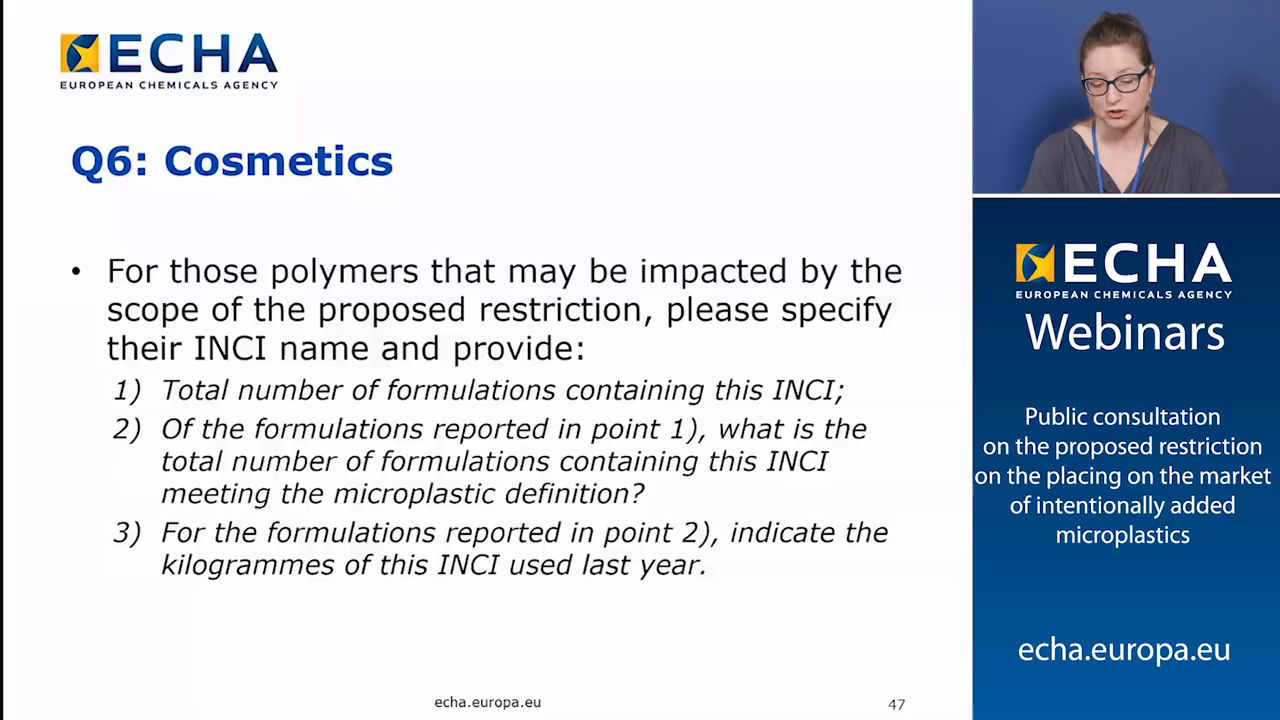 ECHA
EUROPEAN CHEMICALS AGENCY
Q6: Cosmetics
• For those polymers that may be impacted by the
scope of the proposed restriction, please specify
their INCI name and provide:
1) Total number of formulations containing this INCI;
2) Of the formulations reported in point 1), what is the
total number of formulations containing this INCI
meeting the microplastic definition?
3) For the formulations reported in point 2), indicate the
kilogrammes of this INCI used last year.
echa.europa.eu
47
ECHA
EUROPEAN CHEMICALS AGENCY
Webinars
Public consultation
on the proposed restriction
on the placing on the market
of intentionally added
microplastics
echa.europa.eu